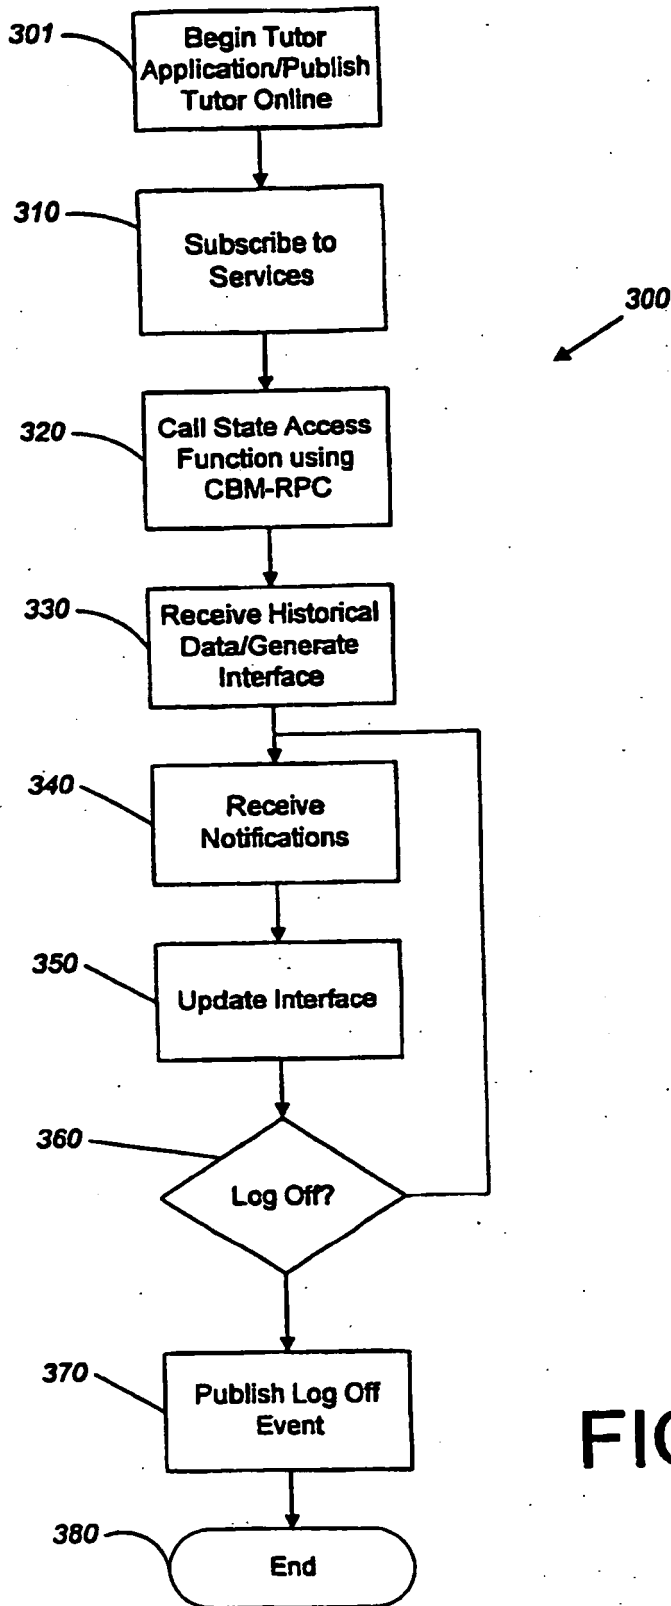 301
Begin Tutor
Application/Publish
Tutor Online
310
Subscribe to
Services
300
320
Call State Access
Function using
CBM-RPC
330
Receive Historical
Data/Generate
Interface
340
Receive
Notifications
350
Update Interface
360
Log Off?
370
Publish Log Off
Event
380
End